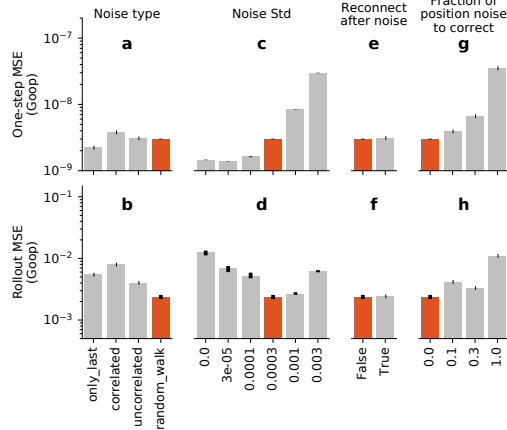 Noise type
Noise Std
Reconnect
after noise
Fraction of
position noise
to correct
One-step MSE
(Goop)
10⁻⁷
10⁻⁸
10⁻⁹
a
c
e
g
Rollout MSE
(Goop)
10⁻¹
10⁻²
10⁻³
b
d
f
h
only_last
correlated
uncorrelated
random_walk
0.0
3e-05
0.0001
0.0003
0.001
0.003
False
True
0.0
0.1
0.3
1.0